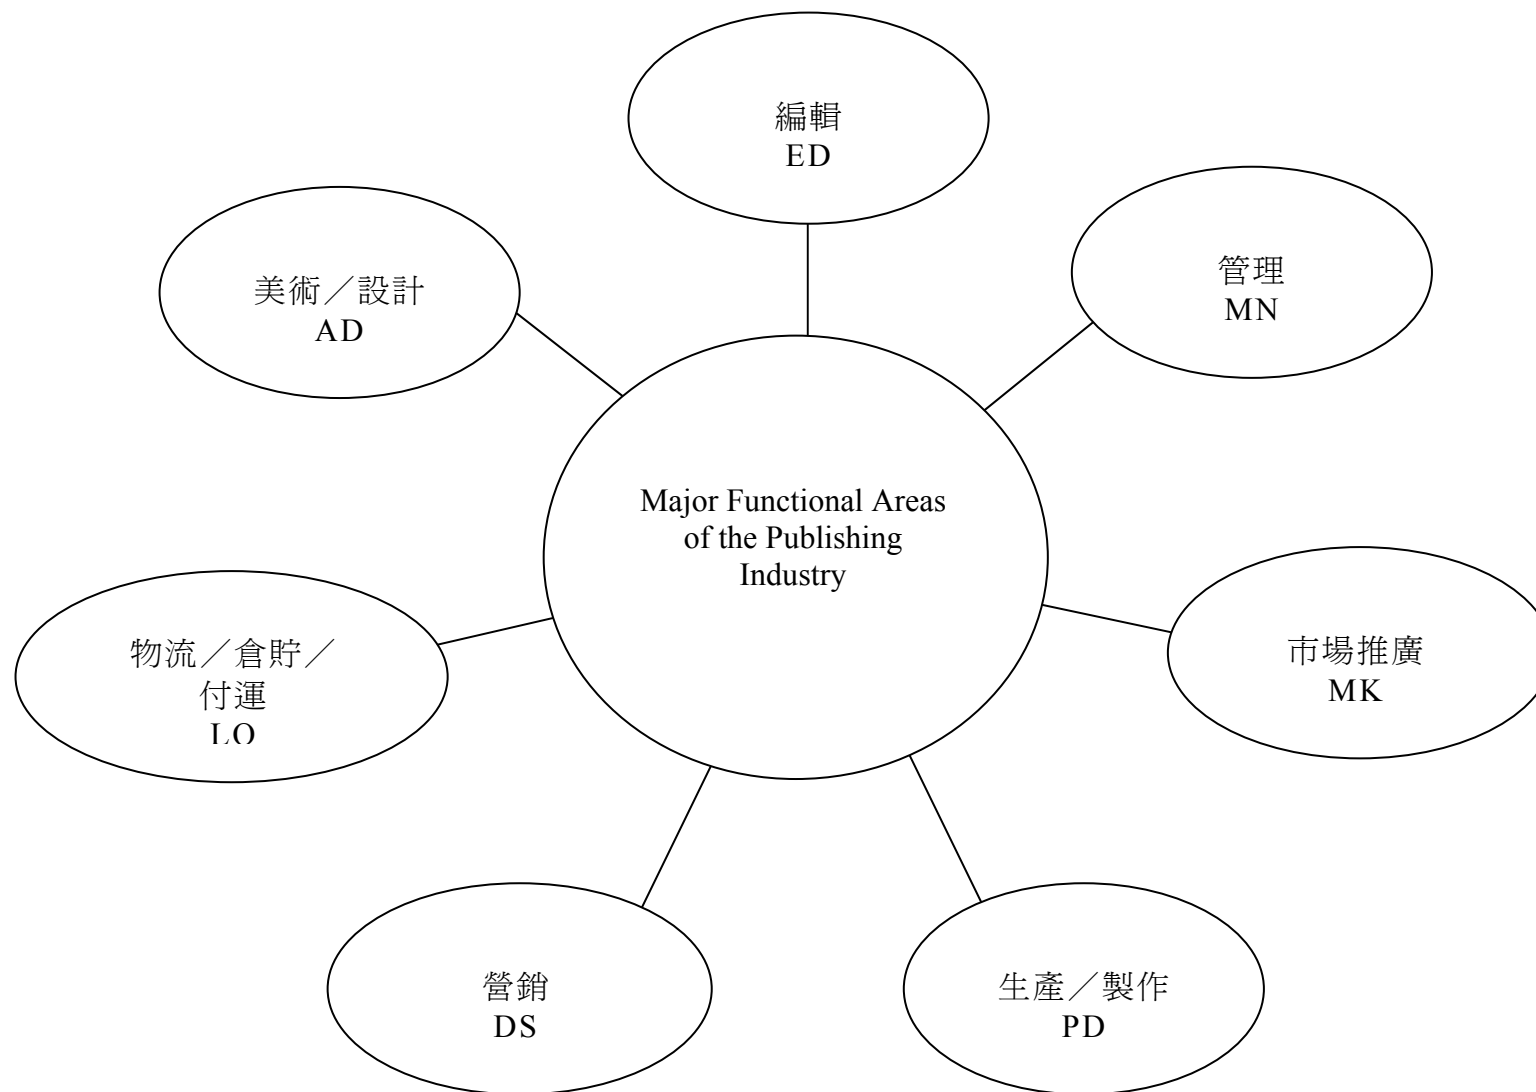 編輯
ED
美術／設計
AD
管理
MN
Major Functional Areas
of the Publishing
Industry
物流／倉貯／
付運
LO
市場推廣
MK
營銷
DS
生產／製作
PD